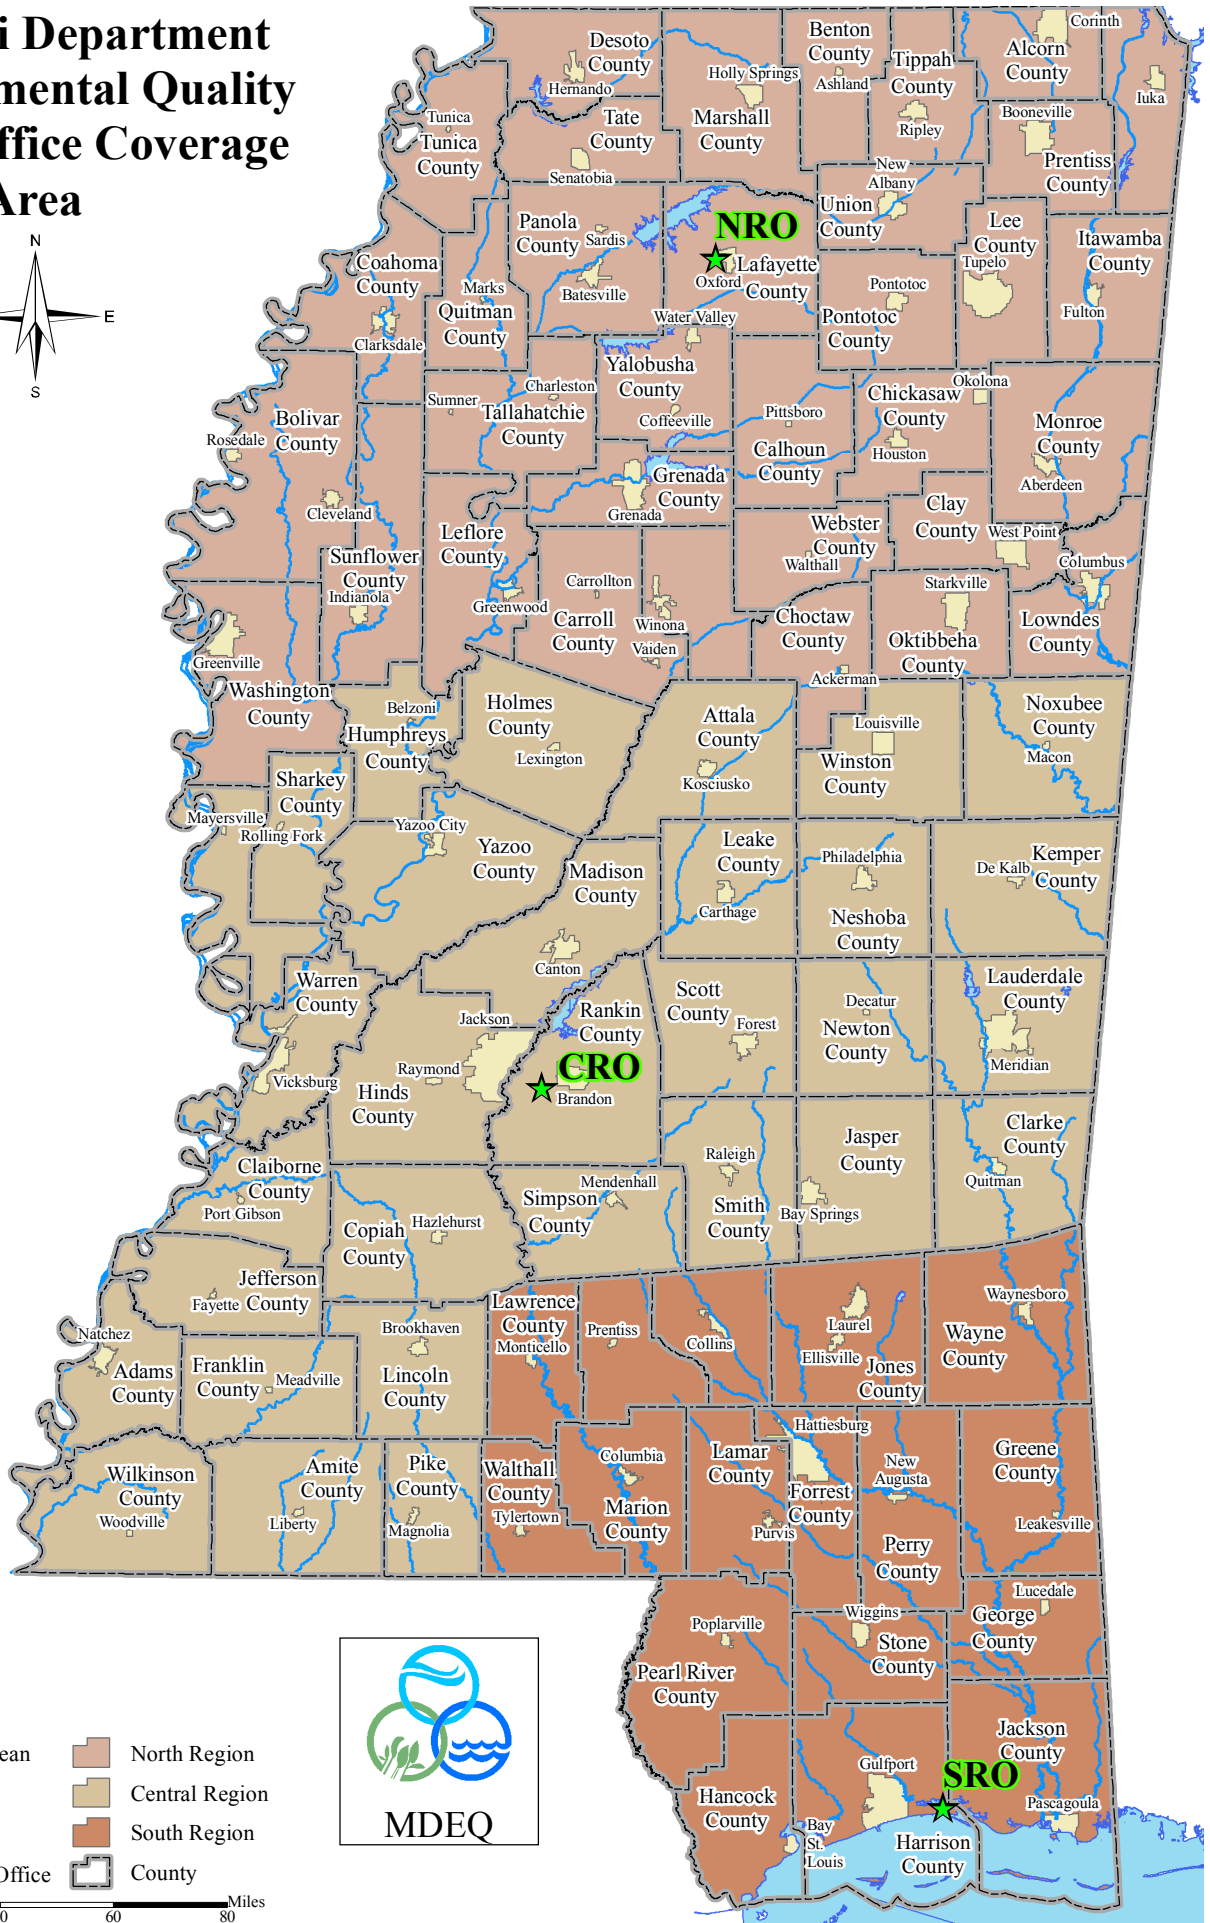 i Department
mental Quality
ffice Coverage
Area
N
E
S
Desoto
County
Hernando
Benton
County
Ashland
Tippah
County
Ripley
Alcorn
County
Corinth
Iuka
Holly Springs
Marshall
County
Tunica
Tunica
County
Tate
County
Senatobia
Booneville
Prentiss
County
New
Albany
Union
County
Panola
County
Sardis
Batesville
NRO
Lafayette
County
Oxford
Lee
County
Tupelo
Itawamba
County
Fulton
Coahoma
County
Clarksdale
Marks
Quitman
County
Pontotoc
Pontotoc
County
Water Valley
Yalobusha
County
Coffeeville
Charleston
Sumner
Tallahatchie
County
Okolona
Chickasaw
County
Houston
Pittsboro
Calhoun
County
Monroe
County
Aberdeen
Bolivar
County
Rosedale
Cleveland
Grenada
County
Grenada
Clay
County
West Point
Leflore
County
Greenwood
Webster
County
Walthall
Sunflower
County
Indianola
Columbus
Lowndes
County
Starkville
Oktibbeha
County
Carrollton
Carroll
County
Winona
Vaiden
Choctaw
County
Ackerman
Greenville
Washington
County
Belzoni
Humphreys
County
Holmes
County
Lexington
Attala
County
Kosciusko
Louisville
Winston
County
Noxubee
County
Macon
Sharkey
County
Mayersville
Rolling Fork
Yazoo City
Yazoo
County
Madison
County
Canton
Leake
County
Carthage
Philadelphia
Neshoba
County
De Kalb
Kemper
County
Warren
County
Vicksburg
Jackson
Raymond
Hinds
County
Rankin
County
CRO
Brandon
Scott
County
Forest
Decatur
Newton
County
Lauderdale
County
Meridian
Claiborne
County
Port Gibson
Copiah
County
Hazlehurst
Simpson
County
Mendenhall
Raleigh
Smith
County
Jasper
County
Bay Springs
Clarke
County
Quitman
Jefferson
County
Fayette
Natchez
Adams
County
Franklin
County
Meadville
Brookhaven
Lincoln
County
Lawrence
County
Monticello
Prentiss
Collins
Laurel
Ellisville
Jones
County
Waynesboro
Wayne
County
Wilkinson
County
Woodville
Amite
County
Liberty
Pike
County
Magnolia
Walthall
County
Tylertown
Columbia
Marion
County
Lamar
County
Purvis
Hattiesburg
Forrest
County
New
Augusta
Perry
County
Greene
County
Leakesville
Poplarville
Pearl River
County
Wiggins
Stone
County
Lucedale
George
County
Hancock
County
Bay
St.
Louis
Gulfport
Harrison
County
SRO
Jackson
County
Pascagoula
MDEQ
ean
North Region
Central Region
South Region
Office
County
Miles
0
60
80